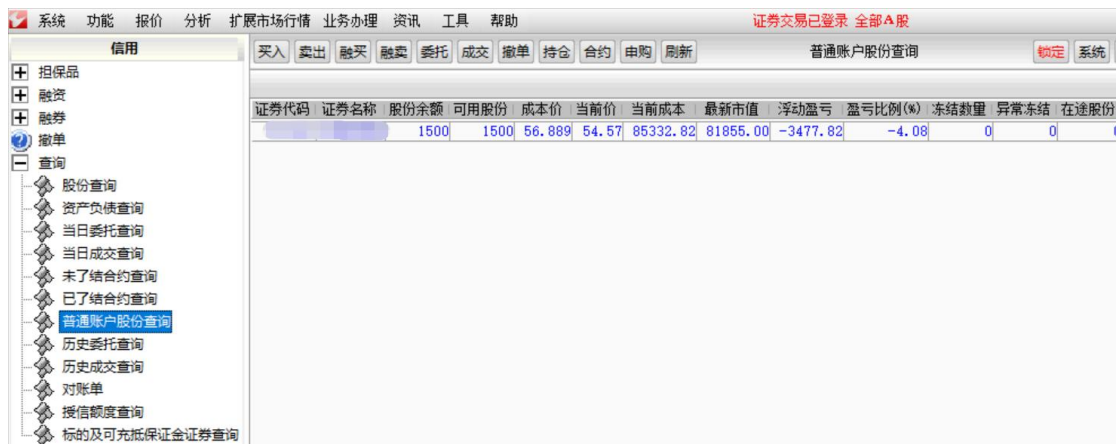 系统 功能 报价 分析 扩展市场行情 业务办理 资讯 工具 帮助 证券交易已登录 全部A股
信用 买入 卖出 融买 融卖 委托 成交 撤单 持仓 合约 申购 刷新 普通账户股份查询 锁定 系统
担保品
融资
融券
撤单
查询
股份查询
资产负债查询
当日委托查询
当日成交查询
未了结合约查询
已了结合约查询
普通账户股份查询
历史委托查询
历史成交查询
对账单
授信额度查询
标的及可充抵保证金证券查询
证券代码 证券名称 股份余额 可用股份 成本价 当前价 当前成本 最新市值 浮动盈亏 盈亏比例(%) 冻结数量 异常冻结 在途股份
1500 1500 56.889 54.57 85332.82 81855.00 -3477.82 -4.08 0 0